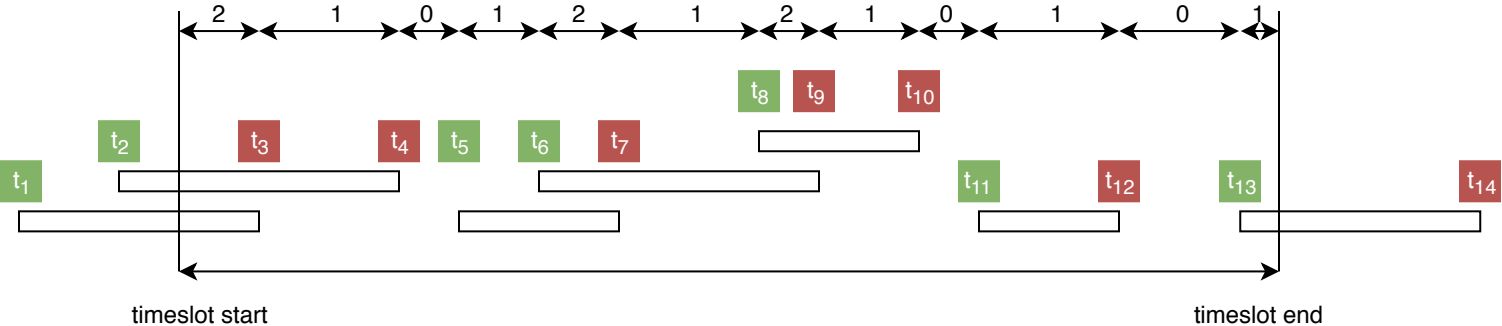 2 1 0 1 2 1 2 1 0 1 0 1
t8 t9 t10
t2 t3 t4 t5 t6 t7
t1 t11 t12 t13 t14
timeslot start timeslot end